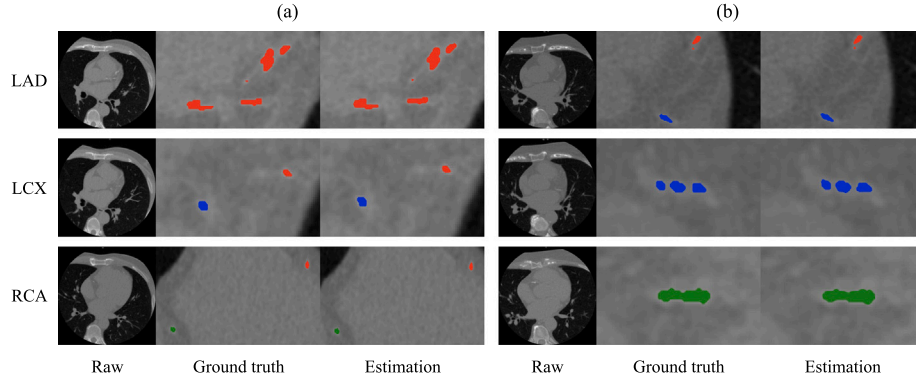 (a) (b)
LAD
LCX
RCA
Raw Ground truth Estimation Raw Ground truth Estimation